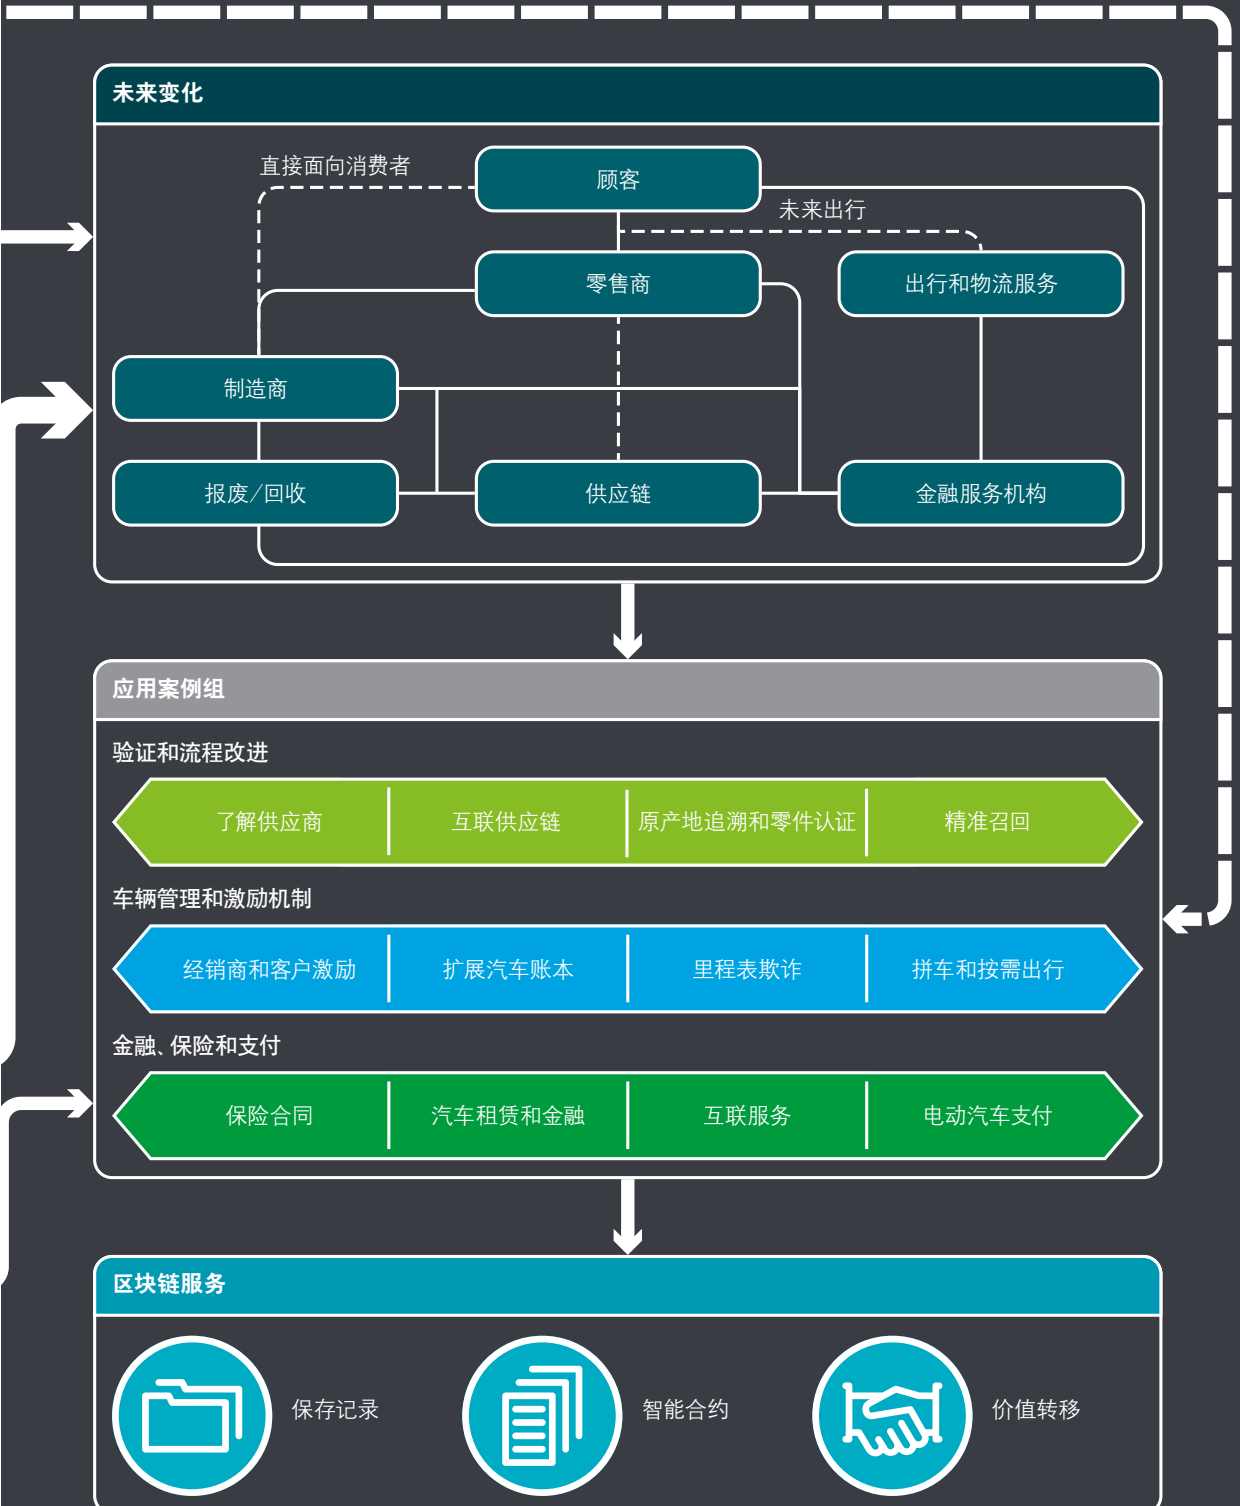 未来变化
直接面向消费者
顾客
未来出行
零售商
出行和物流服务
制造商
报废/回收
供应链
金融服务机构
应用案例组
验证和流程改进
了解供应商
互联供应链
原产地追溯和零件认证
精准召回
车辆管理和激励机制
经销商和客户激励
扩展汽车账本
里程表欺诈
拼车和按需出行
金融、保险和支付
保险合同
汽车租赁和金融
互联服务
电动汽车支付
区块链服务
保存记录
智能合约
价值转移